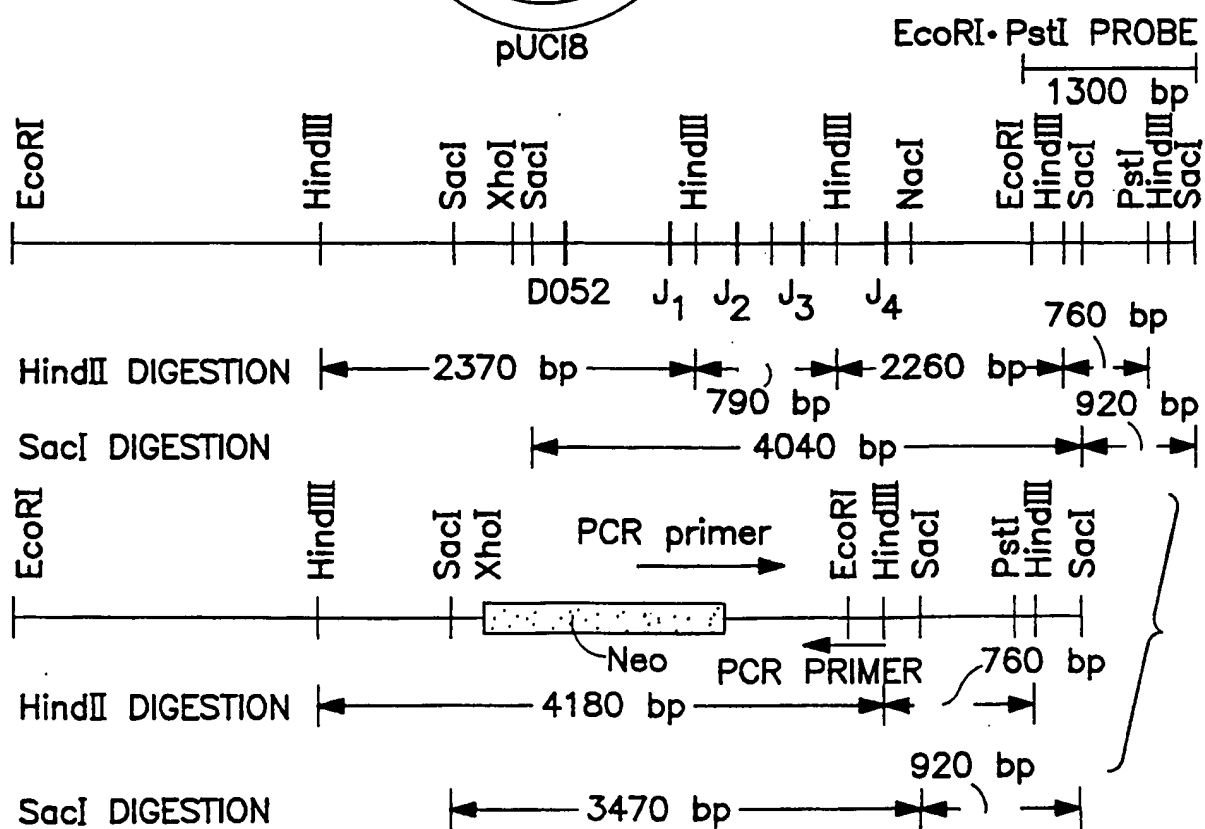 pUC18
EcoRI·PstI PROBE
1300 bp
EcoRI
HindIII
SacI
XhoI
SacI
HindIII
HindIII
NacI
EcoRI
HindIII
SacI
PstI
HindIII
SacI
D052
J1
J2
J3
J4
760 bp
HindII DIGESTION
2370 bp
2260 bp
790 bp
920 bp
SacI DIGESTION
4040 bp
EcoRI
HindIII
SacI
XhoI
PCR primer
EcoRI
HindIII
SacI
PstI
HindIII
SacI
Neo
PCR PRIMER
760 bp
HindII DIGESTION
4180 bp
920 bp
SacI DIGESTION
3470 bp